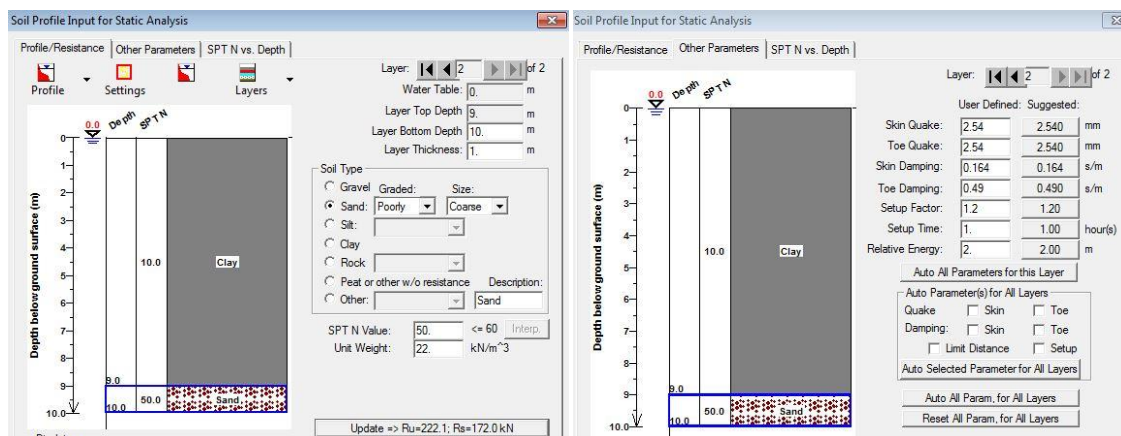 Soil Profile Input for Static Analysis
Profile/Resistance Other Parameters SPT N vs. Depth
Profile Settings Layers
Layer: 2 of 2
Water Table: 0. m
Layer Top Depth 9. m
Layer Bottom Depth 10. m
Layer Thickness: 1. m
Soil Type
Gravel Graded: Size:
Sand: Poorly Coarse
Silt:
Clay
Rock
Peat or other w/o resistance Description:
Other: Sand
SPT N Value: 50. <= 60 Interp.
Unit Weight: 22. kN/m^3
Update => Ru=222.1; Rs=172.0 kN
0.0 Depth SPT N
Depth below ground surface (m)
0
1
2
3
4
5
6
7
8
9
10.0
10.0 Clay
9.0
10.0 50.0 Sand
Soil Profile Input for Static Analysis
Profile/Resistance Other Parameters SPT N vs. Depth
Layer: 2 of 2
User Defined: Suggested:
Skin Quake: 2.54 2.540 mm
Toe Quake: 2.54 2.540 mm
Skin Damping: 0.164 0.164 s/m
Toe Damping: 0.49 0.490 s/m
Setup Factor: 1.2 1.20
Setup Time: 1. 1.00 hour(s)
Relative Energy: 2. 2.00 m
Auto All Parameters for this Layer
Auto Parameter(s) for All Layers
Quake Skin Toe
Damping: Skin Toe
Limit Distance Setup
Auto Selected Parameter for All Layers
Auto All Param, for All Layers
Reset All Param, for All Layers
0.0 Depth SPT N
Depth below ground surface (m)
0
1
2
3
4
5
6
7
8
9
10.0
10.0 Clay
9.0
10.0 50.0 Sand